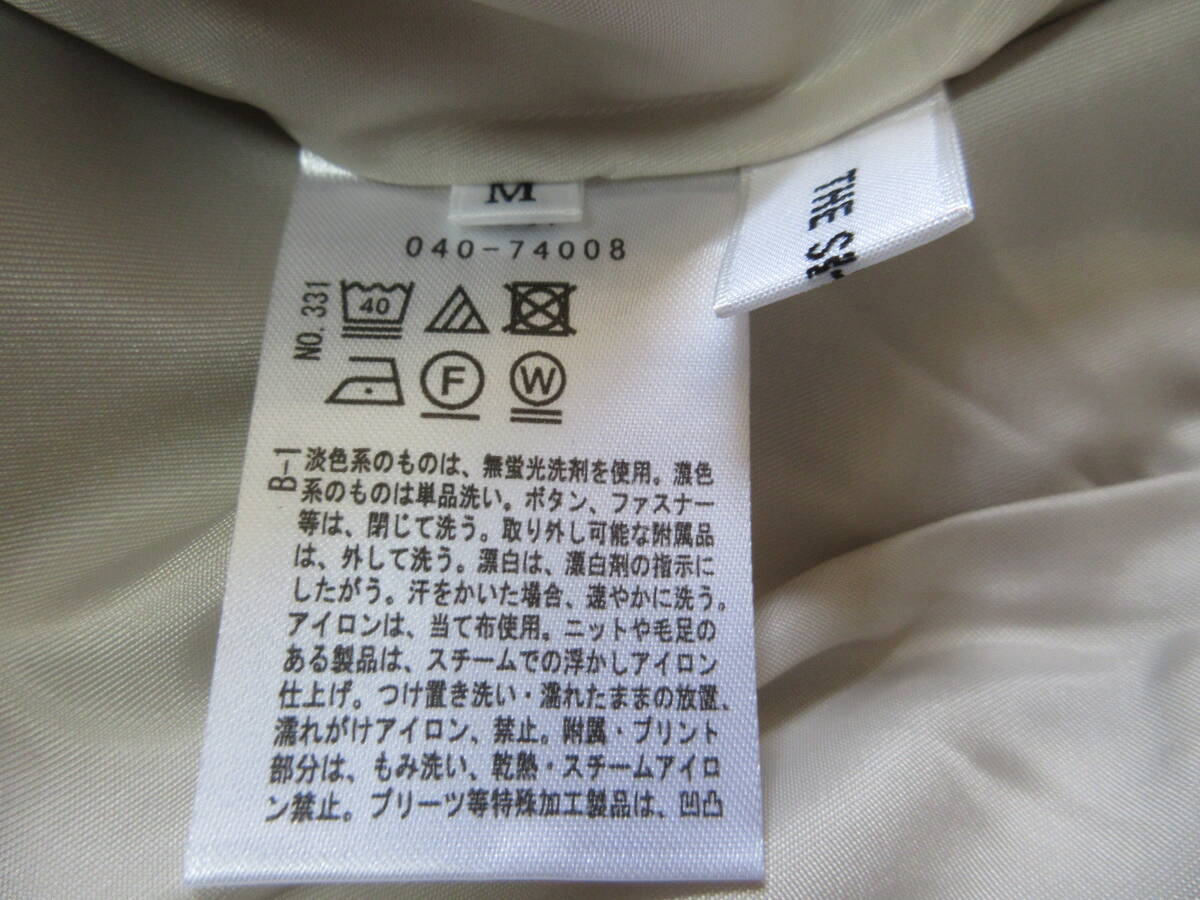 M
THE
040-74008
NO. 331
40
F
W
B-1
淡色系のものは、無蛍光洗剤を使用。濃色
系のものは単品洗い。ボタン、ファスナー
等は、閉じて洗う。取り外し可能な附属品
は、外して洗う。漂白は、漂白剤の指示に
したがう。汗をかいた場合、速やかに洗う。
アイロンは、当て布使用。ニットや毛足の
ある製品は、スチームでの浮かしアイロン
仕上げ。つけ置き洗い・濡れたままの放置、
濡れがけアイロン、禁止。附属・プリント
部分は、もみ洗い、乾熱・スチームアイロ
ン禁止。プリーツ等特殊加工製品は、凹凸